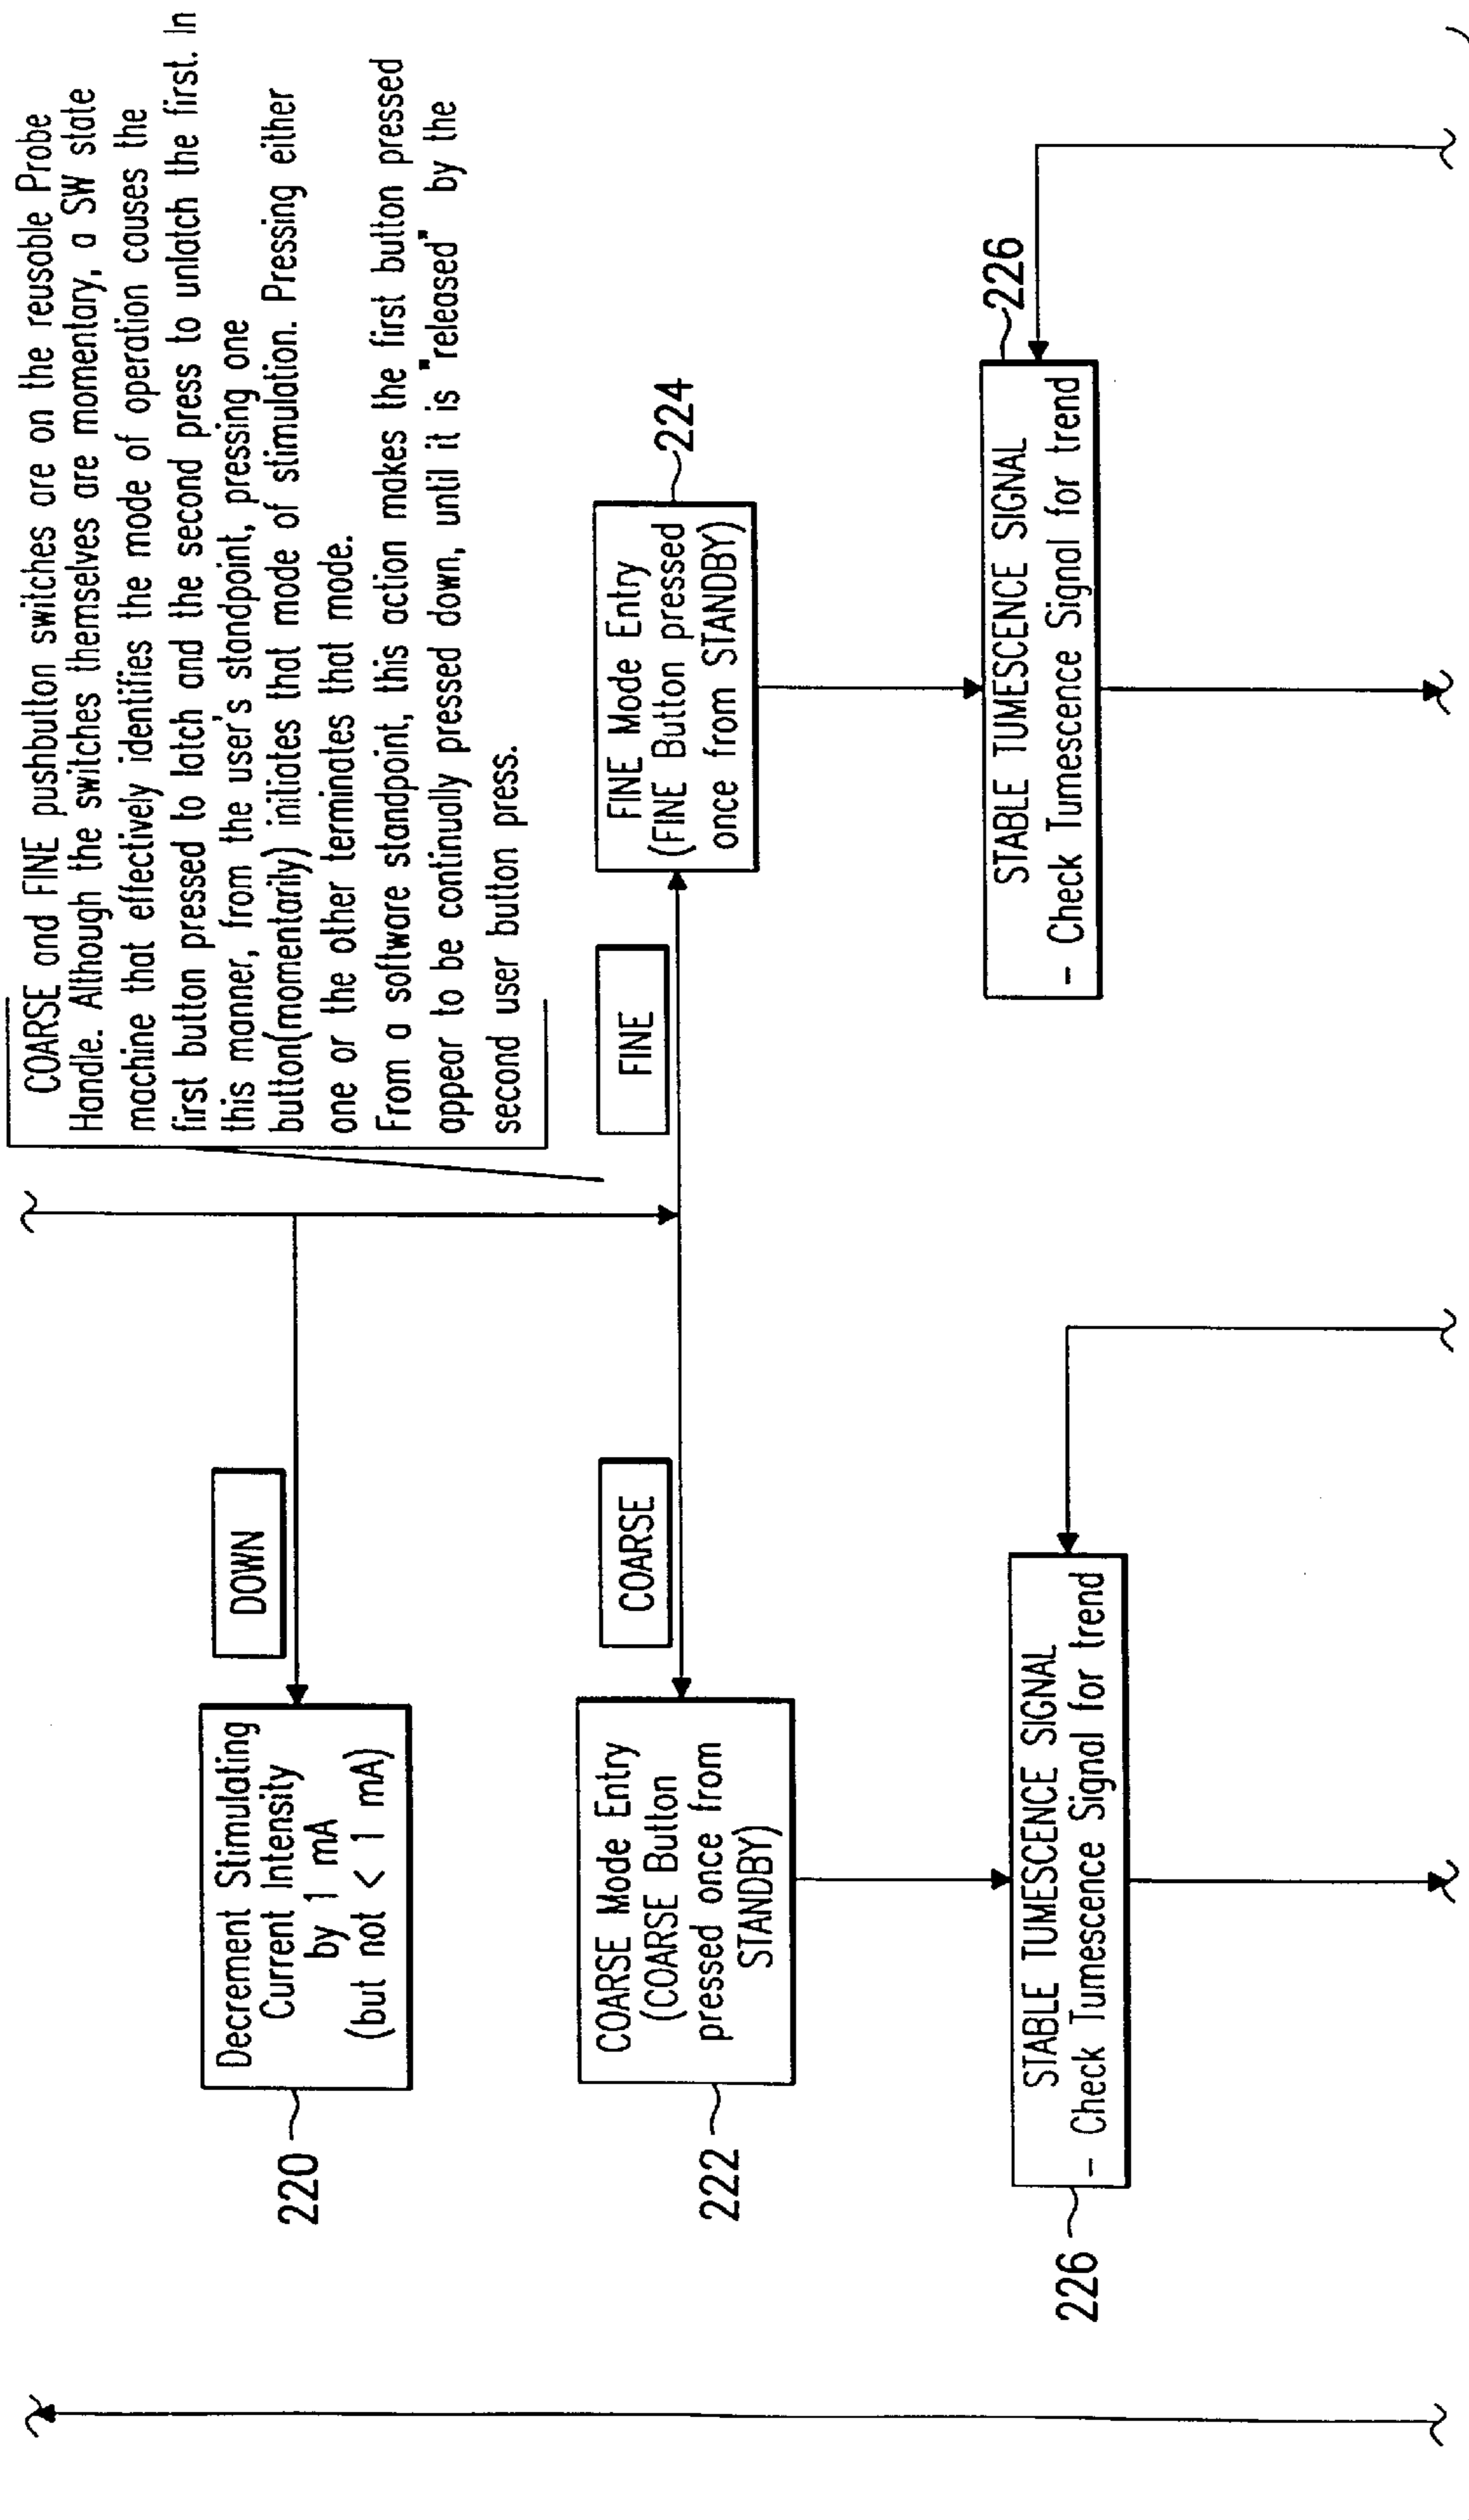 COARSE and FINE pushbutton switches are on the reusable Probe
Handle. Although the switches themselves are momentary, a SW state
machine that effectively identifies the mode of operation causes the
first button pressed to latch and the second press to unlatch the first. In
this manner, from the user's standpoint, pressing one
button(momentarily) initiates that mode of stimulation. Pressing either
one or the other terminates that mode.
From a software standpoint, this action makes the first button pressed
appear to be continually pressed down, until it is "released" by the
second user button press.
DOWN
220
Decrement Stimulating
Current Intensity
by 1 mA
(but not < 1 mA)
COARSE
FINE
222
COARSE Mode Entry
(COARSE Button
pressed once from
STANDBY)
FINE Mode Entry
(FINE Button pressed
once from STANDBY)
224
226
STABLE TUMESCENCE SIGNAL
- Check Tumescence Signal for trend
STABLE TUMESCENCE SIGNAL
- Check Tumescence Signal for trend
226